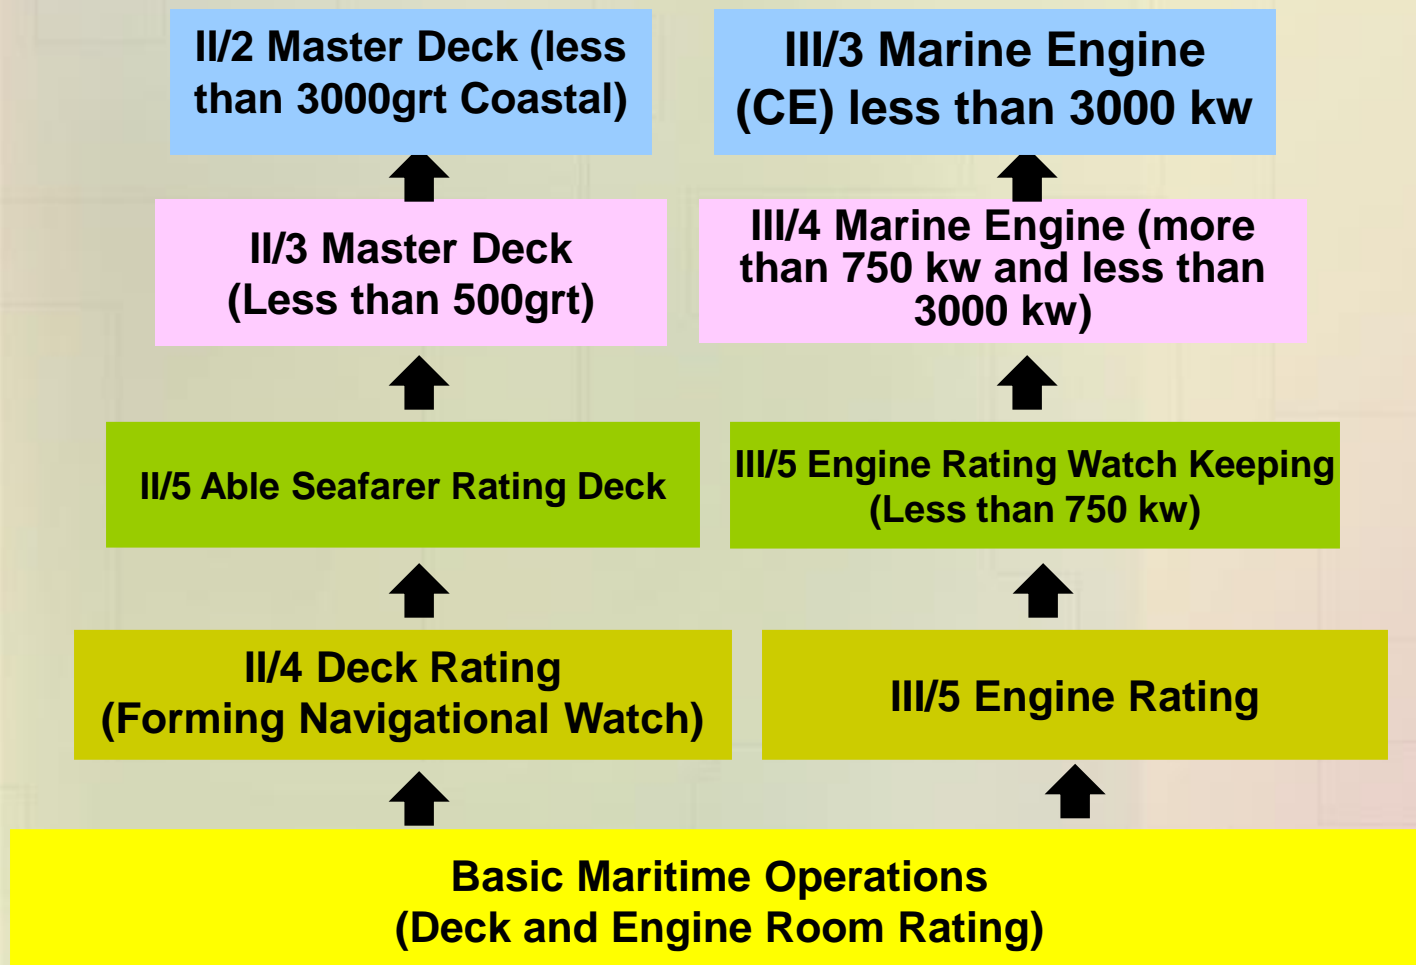 II/2 Master Deck (less
than 3000grt Coastal)
III/3 Marine Engine
(CE) less than 3000 kw
II/3 Master Deck
(Less than 500grt)
III/4 Marine Engine (more
than 750 kw and less than
3000 kw)
II/5 Able Seafarer Rating Deck
III/5 Engine Rating Watch Keeping
(Less than 750 kw)
II/4 Deck Rating
(Forming Navigational Watch)
III/5 Engine Rating
Basic Maritime Operations
(Deck and Engine Room Rating)